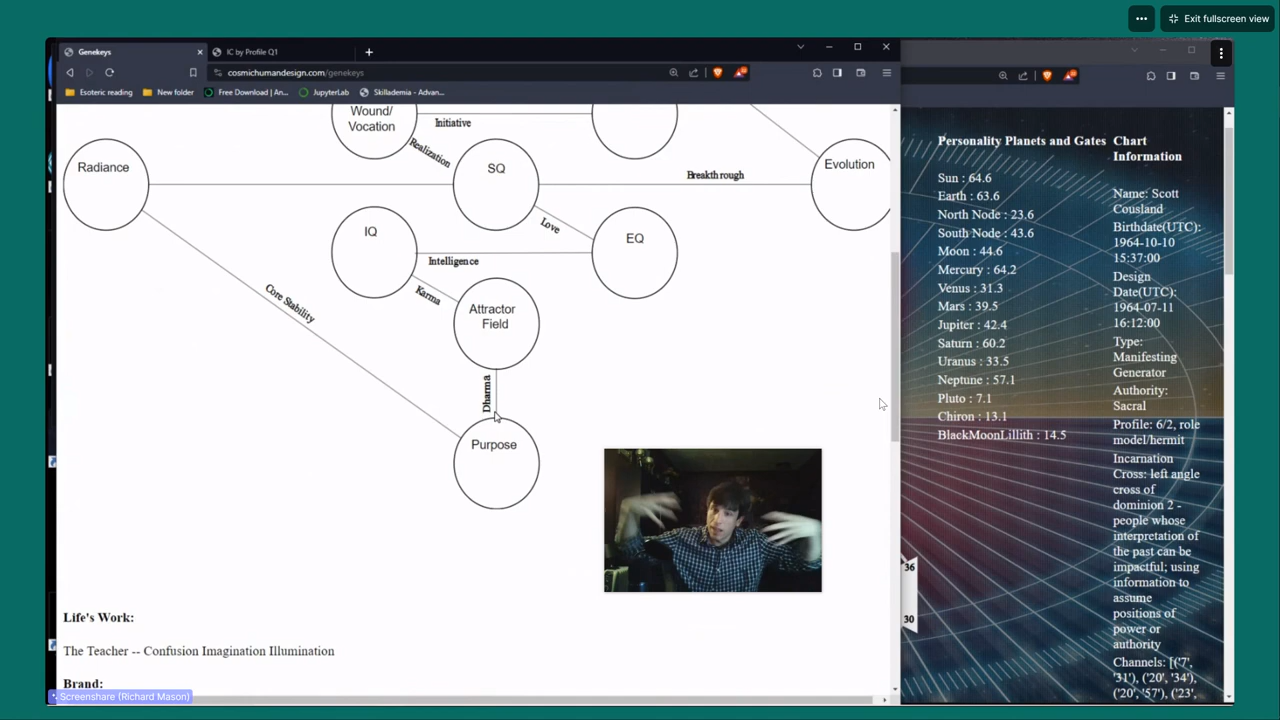 Exit fullscreen view
Genekeys
IC by Profile Q1
cosmichumandesign.com/genekeys
Esoteric reading
New folder
Free Download | An...
JupyterLab
Skillademia - Advan...
Wound/
Vocation
Initiative
Realization
Radiance
SQ
Breakthrough
Evolution
Love
IQ
EQ
Intelligence
Karma
Core Stability
Attractor
Field
Dharma
Purpose
Life's Work:
The Teacher -- Confusion Imagination Illumination
Brand:
Screenshare (Richard Mason)
36
30
Personality Planets and Gates
Sun : 64.6
Earth : 63.6
North Node : 23.6
South Node : 43.6
Moon : 44.6
Mercury : 64.2
Venus : 31.3
Mars : 39.5
Jupiter : 42.4
Saturn : 60.2
Uranus : 33.5
Neptune : 57.1
Pluto : 7.1
Chiron : 13.1
BlackMoonLillith : 14.5
Chart
Information
Name: Scott
Cousland
Birthdate(UTC):
1964-10-10
15:37:00
Design
Date(UTC):
1964-07-11
16:12:00
Type:
Manifesting
Generator
Authority:
Sacral
Profile: 6/2, role
model/hermit
Incarnation
Cross: left angle
cross of
dominion 2 -
people whose
interpretation of
the past can be
impactful; using
information to
assume
positions of
power or
authority
Channels: [('7',
'31'), ('20', '34'),
('20', '57'), ('23',